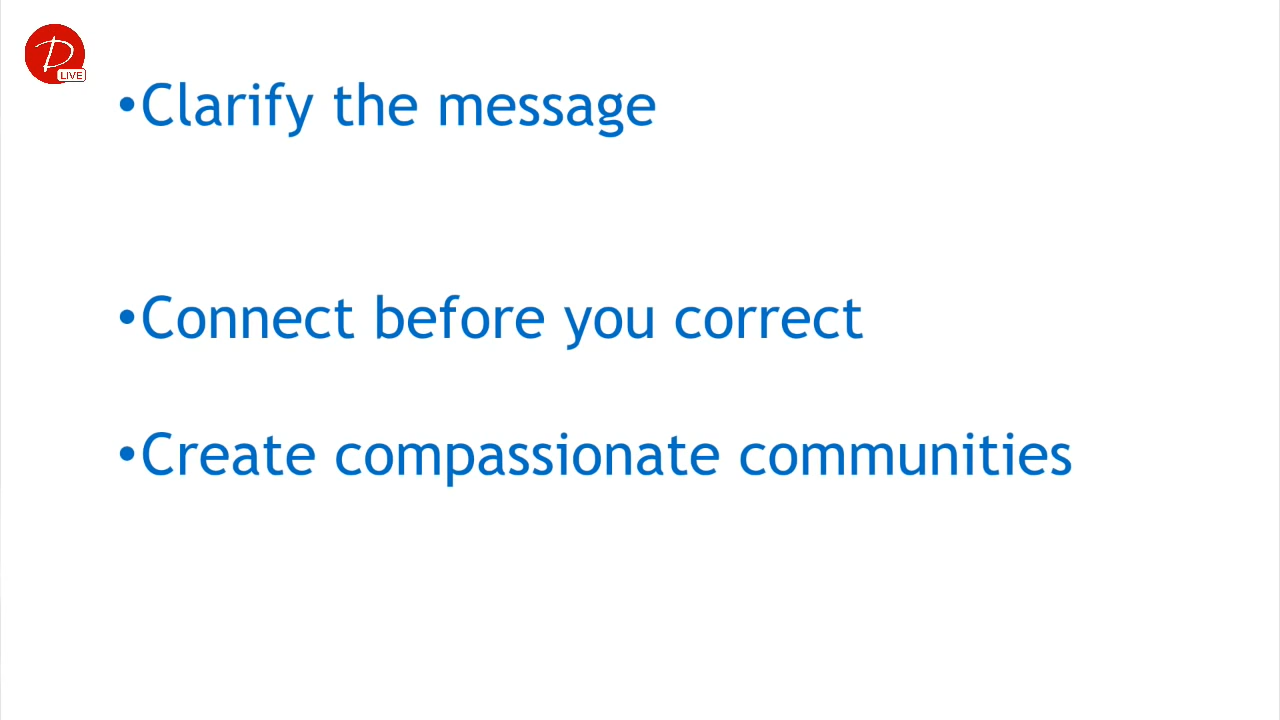 D
LIVE
•Clarify the message
•Connect before you correct
•Create compassionate communities